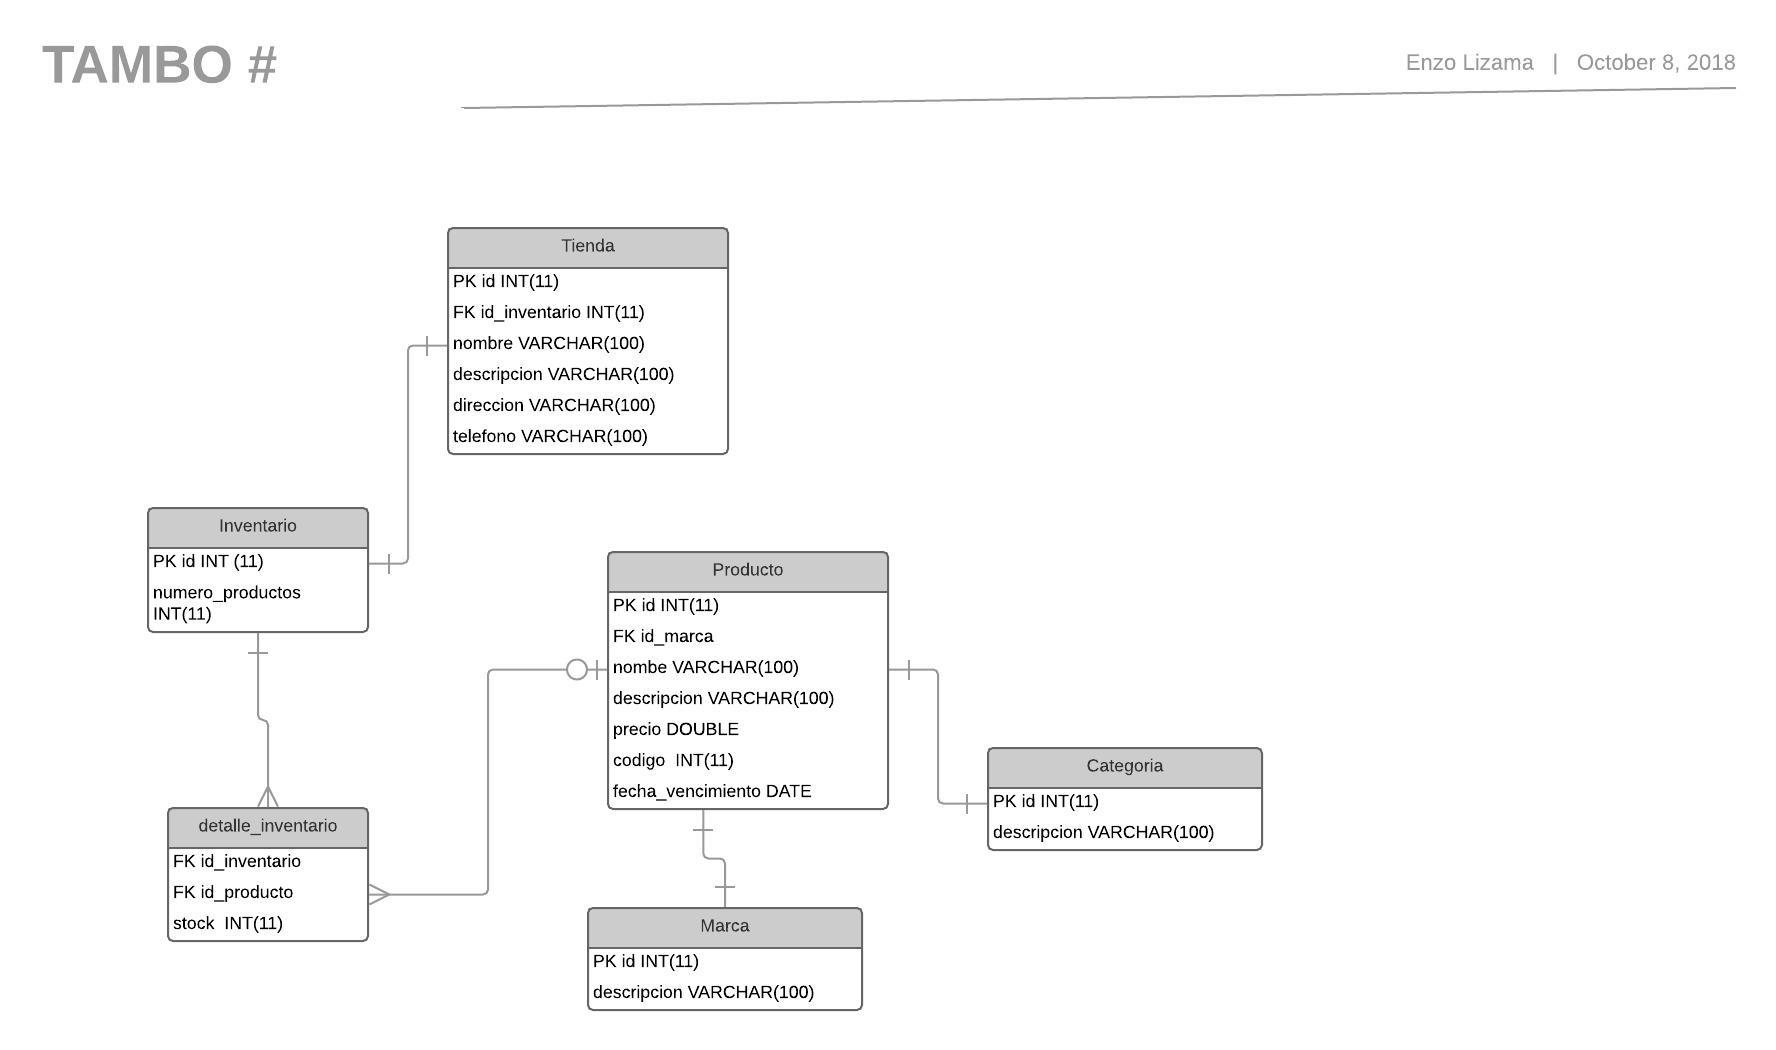 TAMBO #
Enzo Lizama | October 8, 2018
Tienda
PK id INT(11)
FK id_inventario INT(11)
nombre VARCHAR(100)
descripcion VARCHAR(100)
direccion VARCHAR(100)
telefono VARCHAR(100)
Inventario
PK id INT (11)
numero_productos
INT(11)
Producto
PK id INT(11)
FK id_marca
nombe VARCHAR(100)
descripcion VARCHAR(100)
precio DOUBLE
codigo  INT(11)
fecha_vencimiento DATE
Categoria
PK id INT(11)
descripcion VARCHAR(100)
detalle_inventario
FK id_inventario
FK id_producto
stock  INT(11)
Marca
PK id INT(11)
descripcion VARCHAR(100)